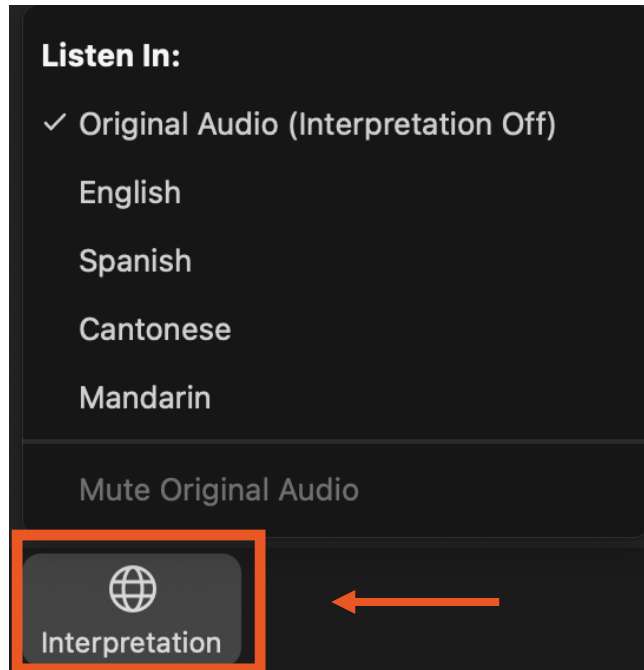 Listen In:
✓ Original Audio (Interpretation Off)
English
Spanish
Cantonese
Mandarin
Mute Original Audio
Interpretation